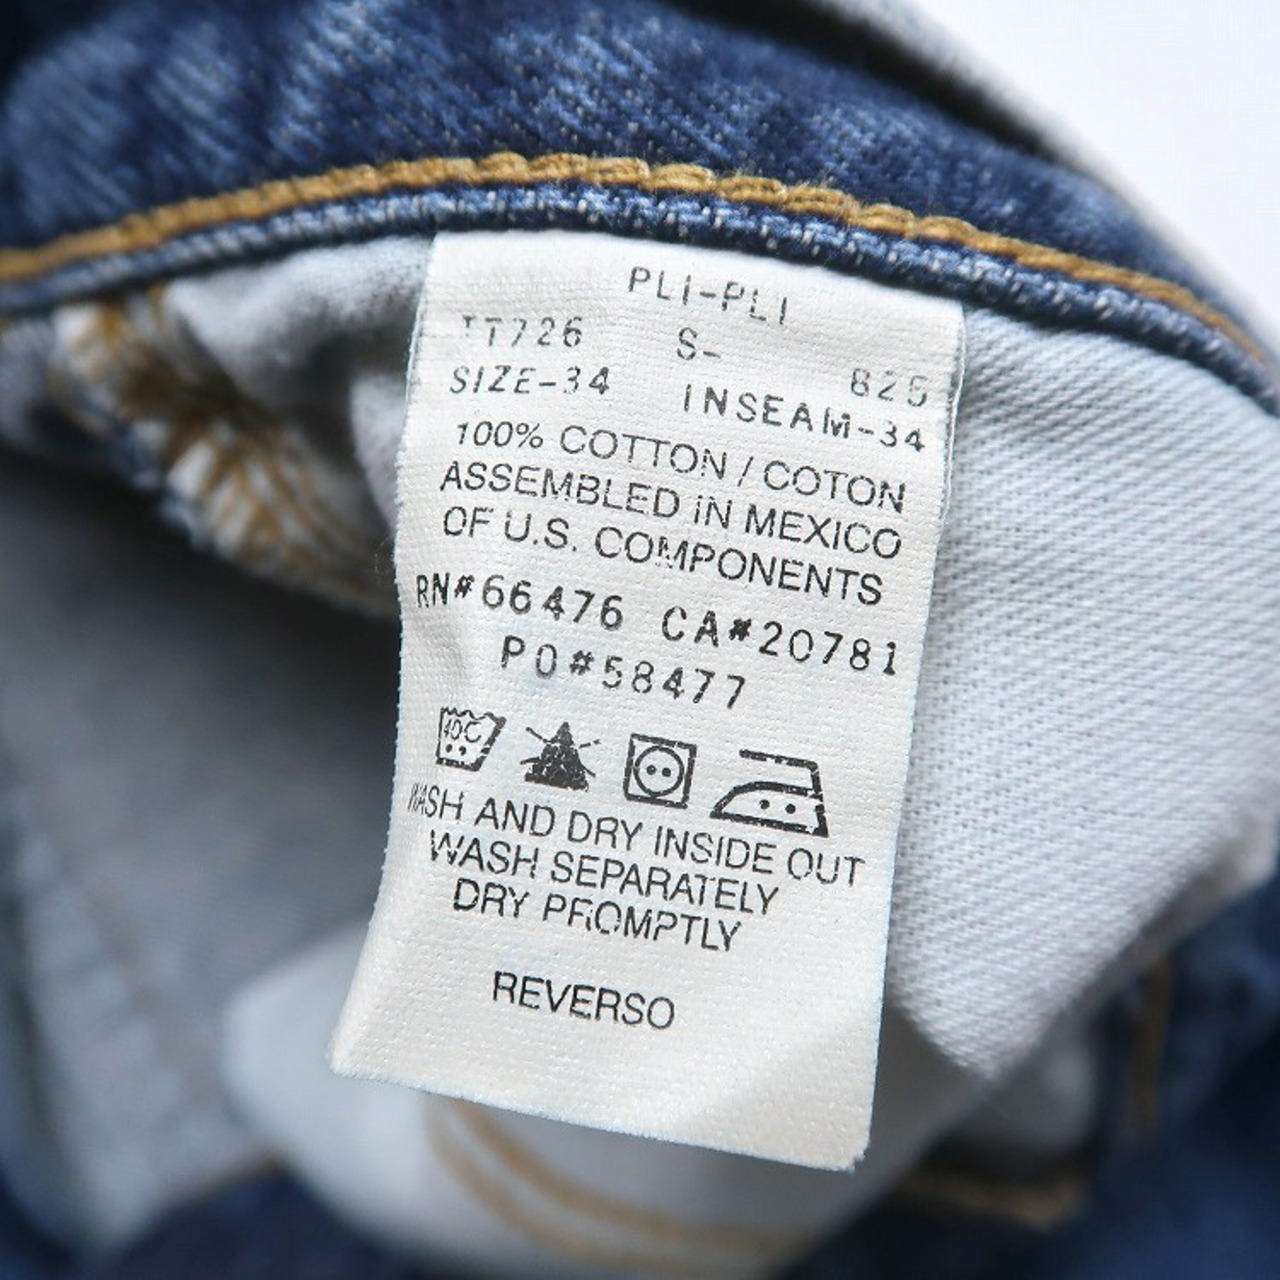 PLI-PLI
TT726 S- 825
SIZE-34 INSEAM-34
100% COTTON / COTON
ASSEMBLED IN MEXICO
OF U.S. COMPONENTS
RN#66476 CA#20781
PO#58477
40C
WASH AND DRY INSIDE OUT
WASH SEPARATELY
DRY PROMPTLY
REVERSO